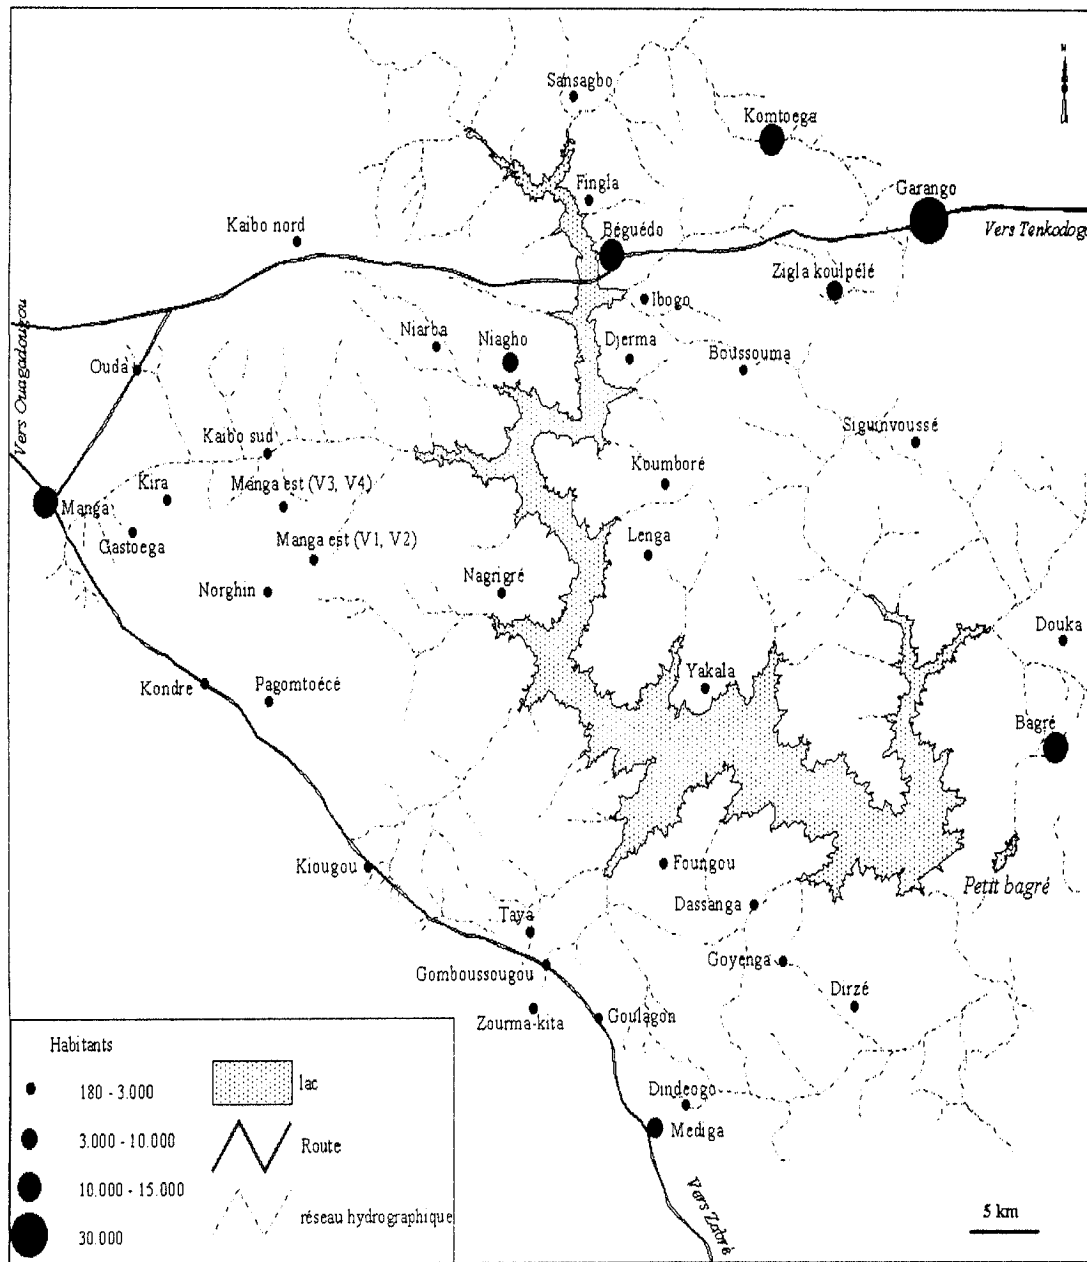 N
Sansagbo
Komtoega
Garango
Fingla
Kaibo nord
Béguédo
Vers Tenkodogo
Zigla koulpélé
Ibogo
Vers Ouagadougou
Niarba
Niagho
Djerma
Boussouma
Ouda
Siguinvoussé
Kaibo sud
Koumboré
Kira
Manga est (V3, V4)
Manga
Gastoega
Manga est (V1, V2)
Lenga
Nagrigré
Norghin
Douka
Kondre
Pagomtoécé
Yakala
Bagré
Kiougou
Foungou
Petit bagré
Dassanga
Taya
Gomboussougou
Goyenga
Dirzé
Zourma-kita
Goulagon
Dindeogo
Mediga
Vers Zabré
5 km
Habitants
180 - 3.000
3.000 - 10.000
10.000 - 15.000
30.000
lac
Route
réseau hydrographique